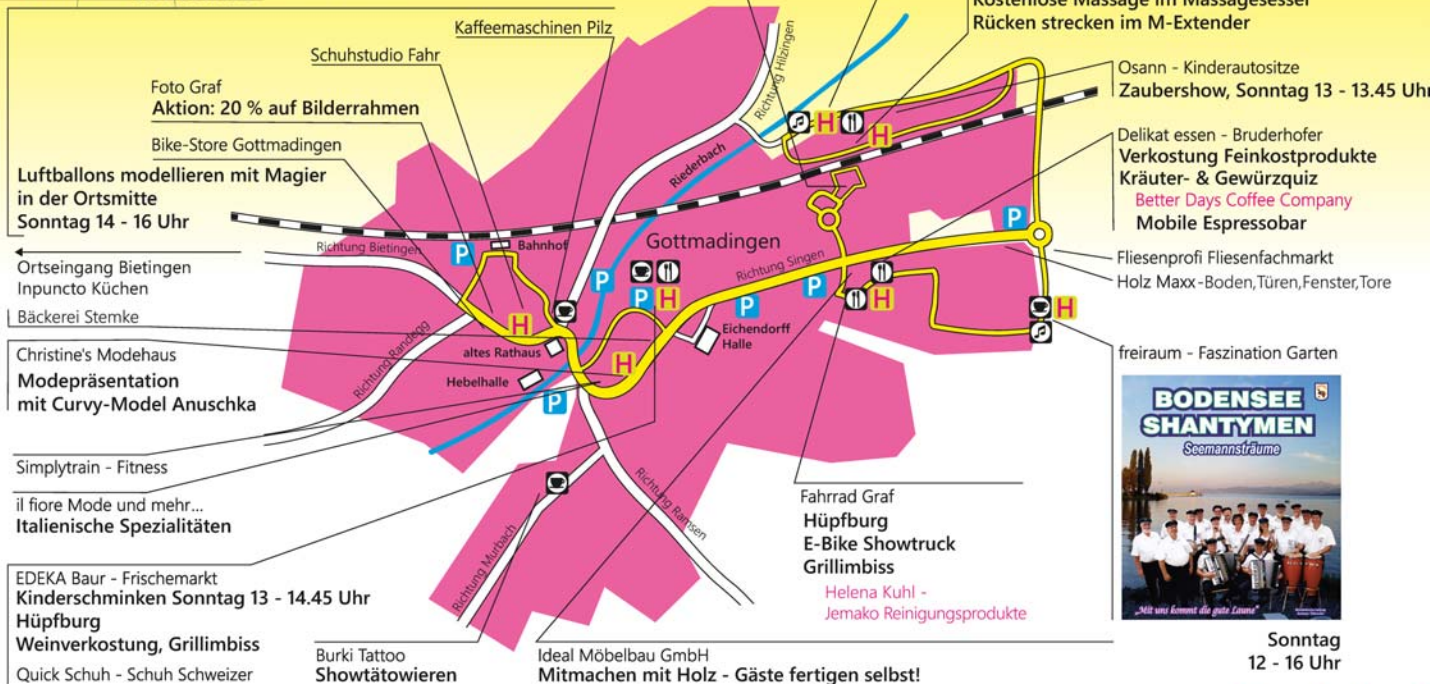 Kostenlose Massage im Massagesessel
Rücken strecken im M-Extender
Kaffeemaschinen Pilz
Schuhstudio Fahr
Foto Graf
Aktion: 20 % auf Bilderrahmen
Bike-Store Gottmadingen
Luftballons modellieren mit Magier
in der Ortsmitte
Sonntag 14 - 16 Uhr
Ortseingang Bietingen
Inpuncto Küchen
Bäckerei Stemke
Christine's Modehaus
Modepräsentation
mit Curvy-Model Anuschka
Simplytrain - Fitness
il fiore Mode und mehr...
Italienische Spezialitäten
EDEKA Baur - Frischemarkt
Kinderschminken Sonntag 13 - 14.45 Uhr
Hüpfburg
Weinverkostung, Grillimbiss
Quick Schuh - Schuh Schweizer
Richtung Hilzingen
Riederbach
Richtung Bietingen
P
Bahnhof
Gottmadingen
Richtung Singen
P
P
H
P
P
P
H
H
H
H
H
H
P
altes Rathaus
Hebelhalle
Eichendorff
Halle
Richtung Randegg
Richtung Ramsen
Richtung Murbach
Burki Tattoo
Showtätowieren
Ideal Möbelbau GmbH
Mitmachen mit Holz - Gäste fertigen selbst!
Fahrrad Graf
Hüpfburg
E-Bike Showtruck
Grillimbiss
Helena Kuhl -
Jemako Reinigungsprodukte
Osann - Kinderautositze
Zaubershow, Sonntag 13 - 13.45 Uhr
Delikat essen - Bruderhofer
Verkostung Feinkostprodukte
Kräuter- & Gewürzquiz
Better Days Coffee Company
Mobile Espressobar
Fliesenprofi Fliesenfachmarkt
Holz Maxx -Boden,Türen,Fenster,Tore
freiraum - Faszination Garten
BODENSEE
SHANTYMEN
Seemannsträume
„Mit uns kommt die gute Laune"
Sonntag
12 - 16 Uhr